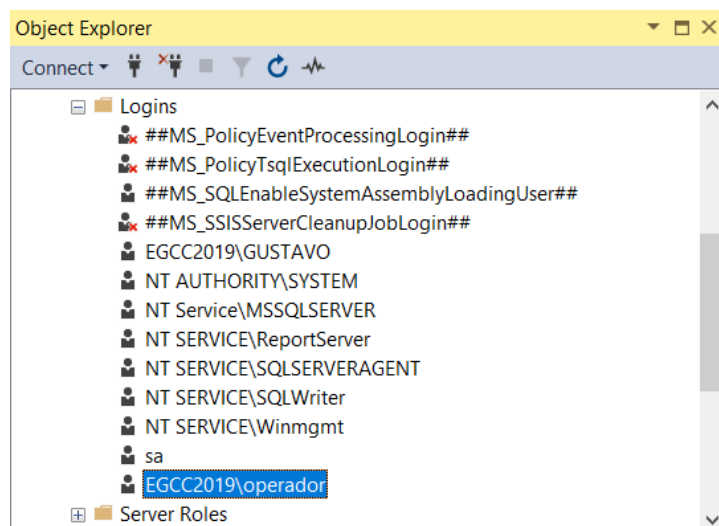 Object Explorer
Connect
Logins
##MS_PolicyEventProcessingLogin##
##MS_PolicyTsqlExecutionLogin##
##MS_SQLEnableSystemAssemblyLoadingUser##
##MS_SSISServerCleanupJobLogin##
EGCC2019\GUSTAVO
NT AUTHORITY\SYSTEM
NT Service\MSSQLSERVER
NT SERVICE\ReportServer
NT SERVICE\SQLSERVERAGENT
NT SERVICE\SQLWriter
NT SERVICE\Winmgmt
sa
EGCC2019\operador
Server Roles